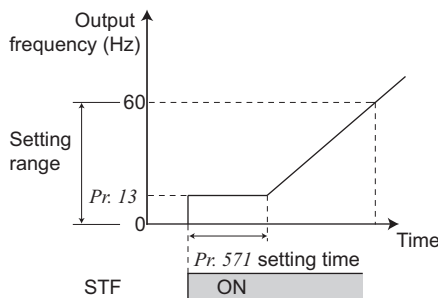 Output
frequency (Hz)
60
Setting
range
Pr. 13
0
Time
Pr. 571 setting time
STF ON